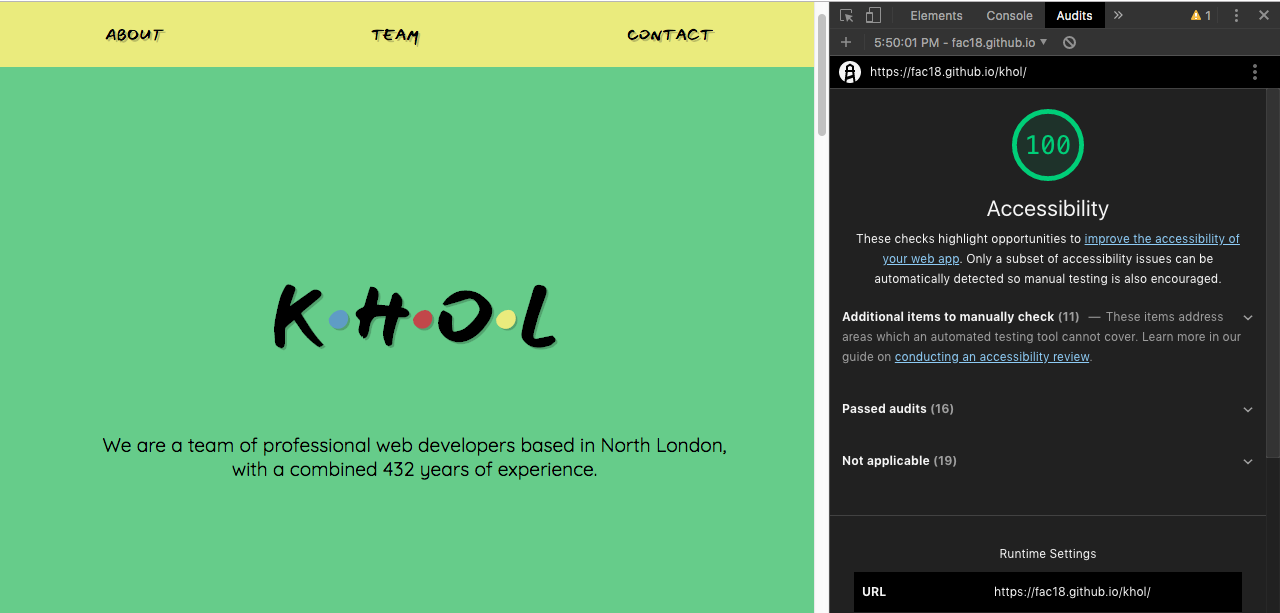 ABOUT TEAM CONTACT
K•H•O•L
We are a team of professional web developers based in North London,
with a combined 432 years of experience.
Elements Console Audits » 1
5:50:01 PM - fac18.github.io
https://fac18.github.io/khol/
100
Accessibility
These checks highlight opportunities to improve the accessibility of
your web app. Only a subset of accessibility issues can be
automatically detected so manual testing is also encouraged.
Additional items to manually check (11) — These items address
areas which an automated testing tool cannot cover. Learn more in our
guide on conducting an accessibility review.
Passed audits (16)
Not applicable (19)
Runtime Settings
URL https://fac18.github.io/khol/